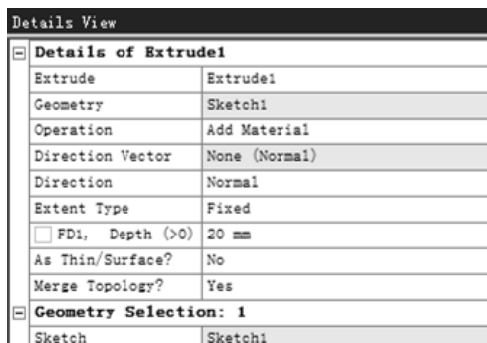 Details View
Details of Extrude1
Extrude Extrude1
Geometry Sketch1
Operation Add Material
Direction Vector None (Normal)
Direction Normal
Extent Type Fixed
FD1, Depth (>0) 20 mm
As Thin/Surface? No
Merge Topology? Yes
Geometry Selection: 1
Sketch Sketch1